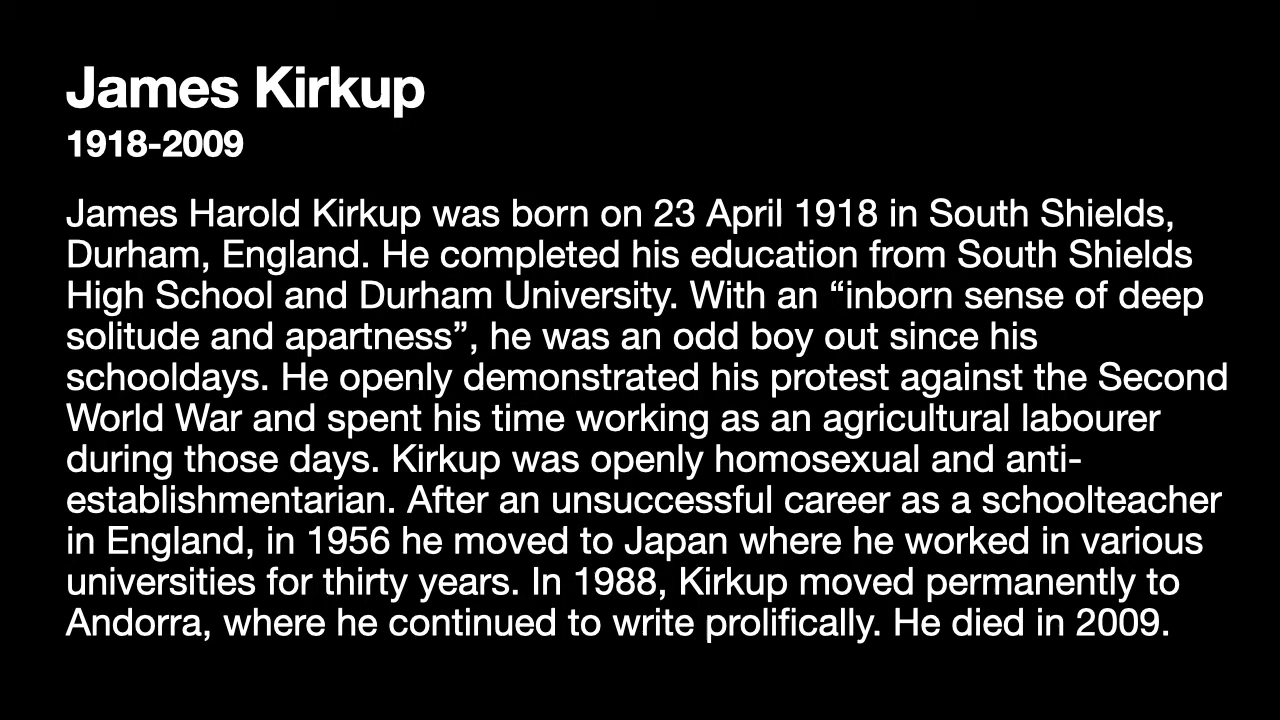 James Kirkup
1918-2009
James Harold Kirkup was born on 23 April 1918 in South Shields,
Durham, England. He completed his education from South Shields
High School and Durham University. With an “inborn sense of deep
solitude and apartness”, he was an odd boy out since his
schooldays. He openly demonstrated his protest against the Second
World War and spent his time working as an agricultural labourer
during those days. Kirkup was openly homosexual and anti-
establishmentarian. After an unsuccessful career as a schoolteacher
in England, in 1956 he moved to Japan where he worked in various
universities for thirty years. In 1988, Kirkup moved permanently to
Andorra, where he continued to write prolifically. He died in 2009.